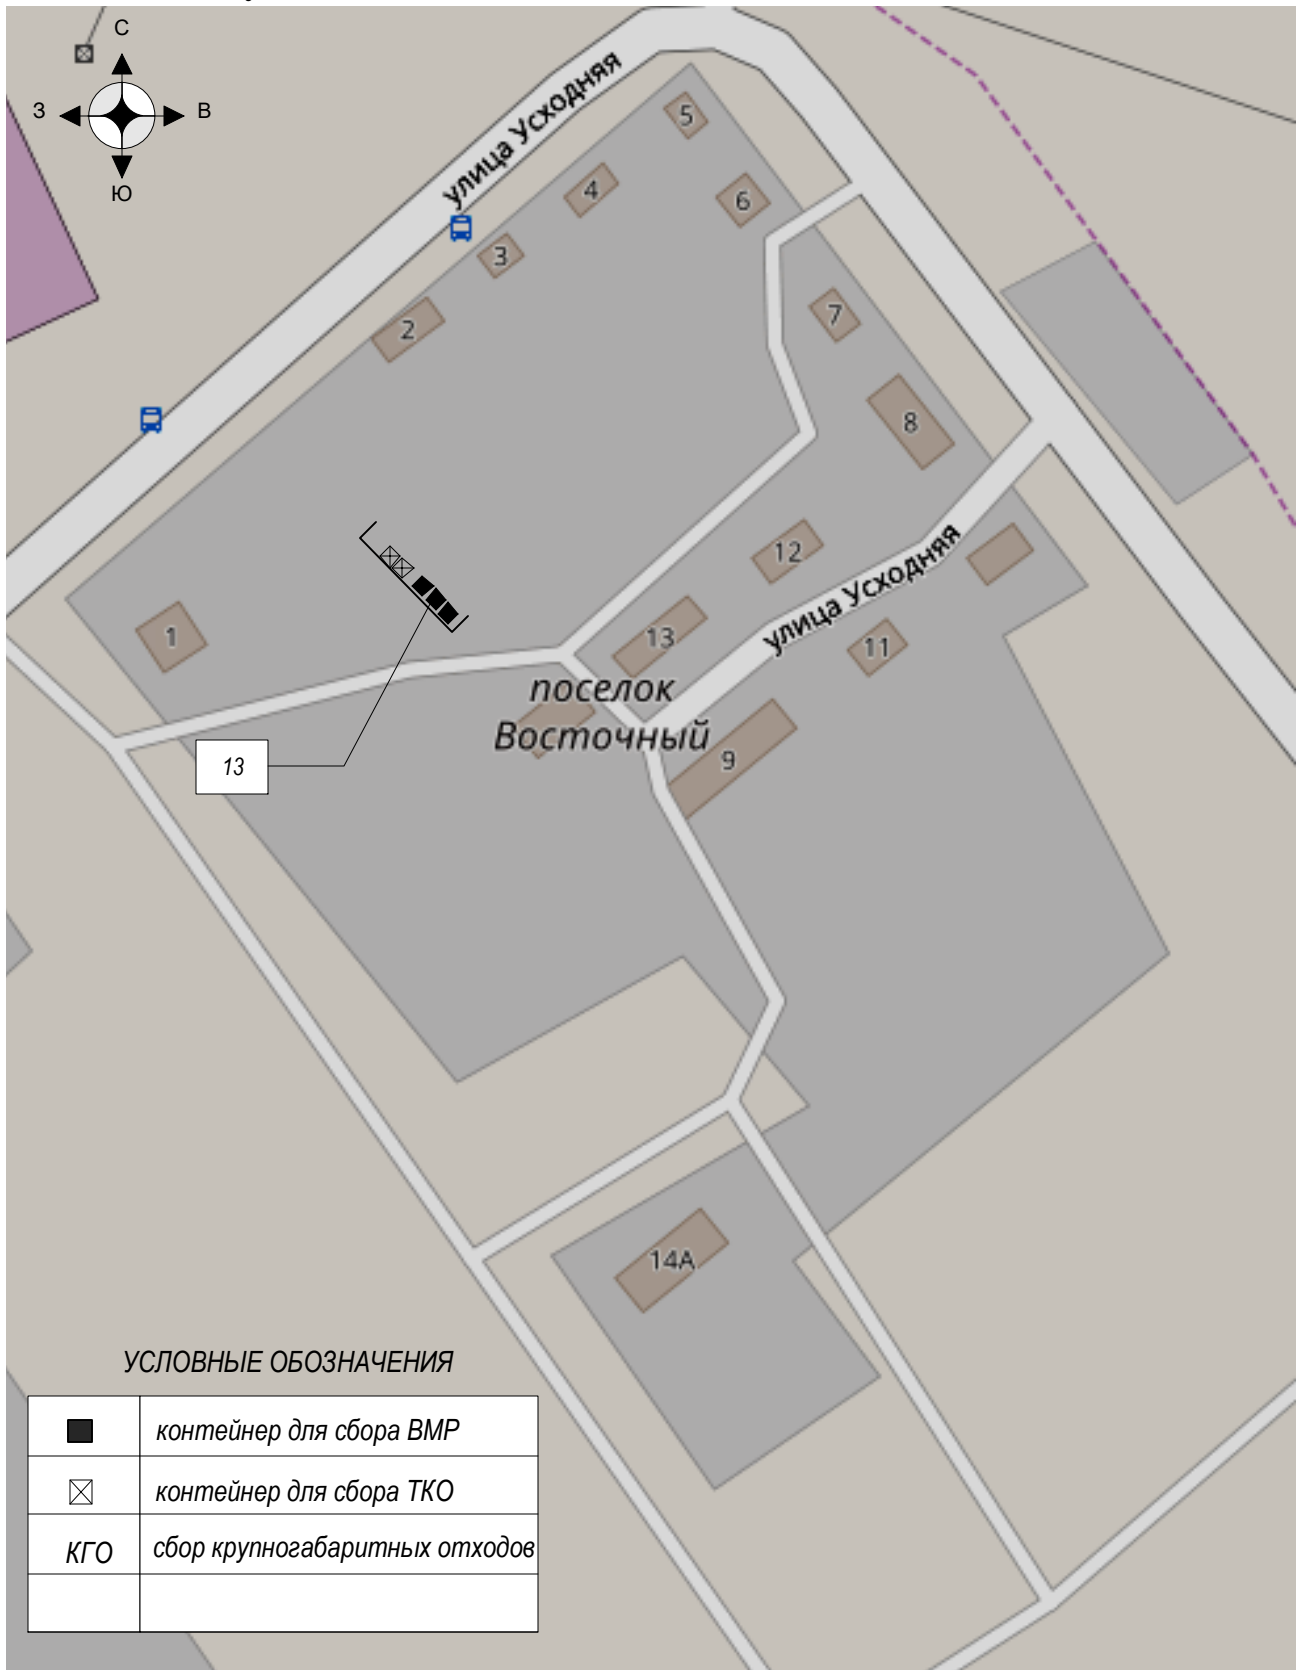 С
З
В
Ю
улица Усходняя
5
4
6
3
2
7
8
12
улица Усходняя
1
13
11
поселок
Восточный
9
13
14А
УСЛОВНЫЕ ОБОЗНАЧЕНИЯ
контейнер для сбора ВМР
контейнер для сбора ТКО
КГО сбор крупногабаритных отходов